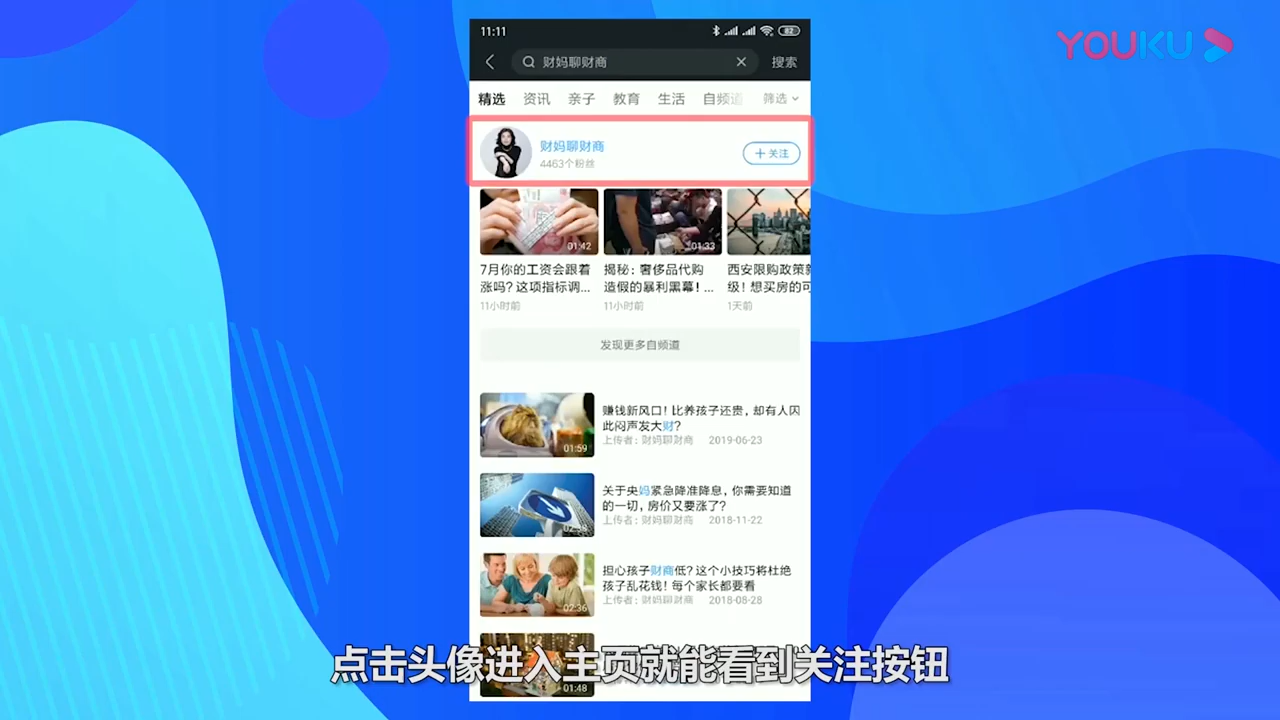 11:11
82
YOUKU
财妈聊财商
搜索
精选 资讯 亲子 教育 生活 自频道 筛选
财妈聊财商
4463个粉丝
+ 关注
01:42
01:33
7月你的工资会跟着
涨吗? 这项指标调...
11小时前
揭秘: 奢侈品代购
造假的暴利黑幕! ...
11小时前
西安限购政策
级! 想买房的
1天前
发现更多自频道
01:59
赚钱新风口! 比养孩子还贵, 却有人闪
此闷声发大财?
上传者: 财妈聊财商 2019-06-23
关于央妈紧急降准降息, 你需要知道
的一切, 房价又要涨了?
上传者: 财妈聊财商 2018-11-22
02:36
担心孩子财商低? 这个小技巧将杜绝
孩子乱花钱! 每个家长都要看
上传者: 财妈聊财商 2018-08-28
01:48
点击头像进入主页就能看到关注按钮